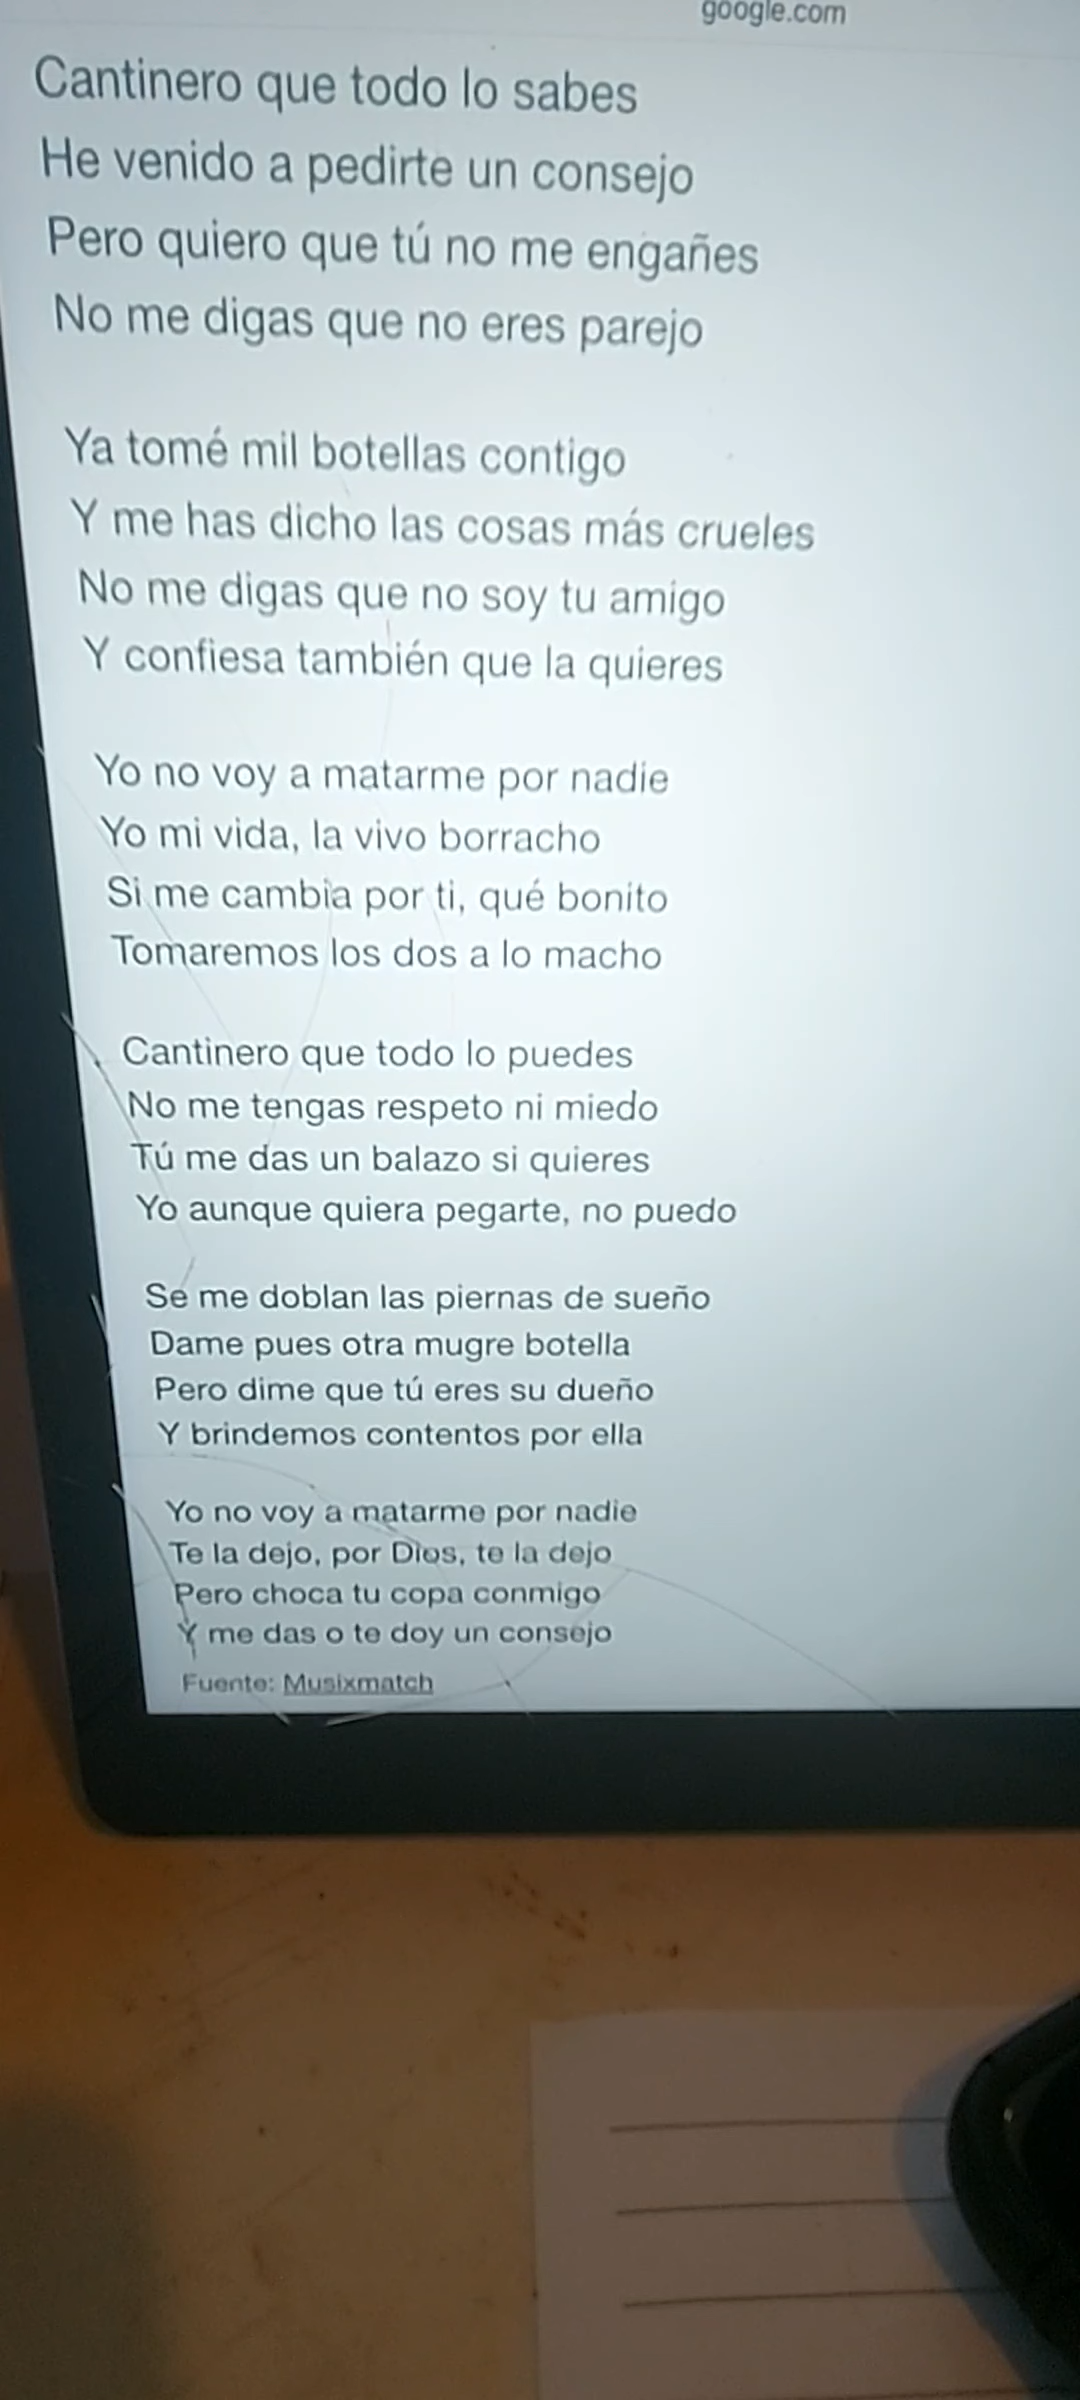 google.com
Cantinero que todo lo sabes
He venido a pedirte un consejo
Pero quiero que tú no me engañes
No me digas que no eres parejo
Ya tomé mil botellas contigo
Y me has dicho las cosas más crueles
No me digas que no soy tu amigo
Y confiesa también que la quieres
Yo no voy a matarme por nadie
Yo mi vida, la vivo borracho
Si me cambia por ti, qué bonito
Tomaremos los dos a lo macho
Cantinero que todo lo puedes
No me tengas respeto ni miedo
Tú me das un balazo si quieres
Yo aunque quiera pegarte, no puedo
Se me doblan las piernas de sueño
Dame pues otra mugre botella
Pero dime que tú eres su dueño
Y brindemos contentos por ella
Yo no voy a matarme por nadie
Te la dejo, por Dios, te la dejo
Pero choca tu copa conmigo
Y me das o te doy un consejo
Fuente: Musixmatch